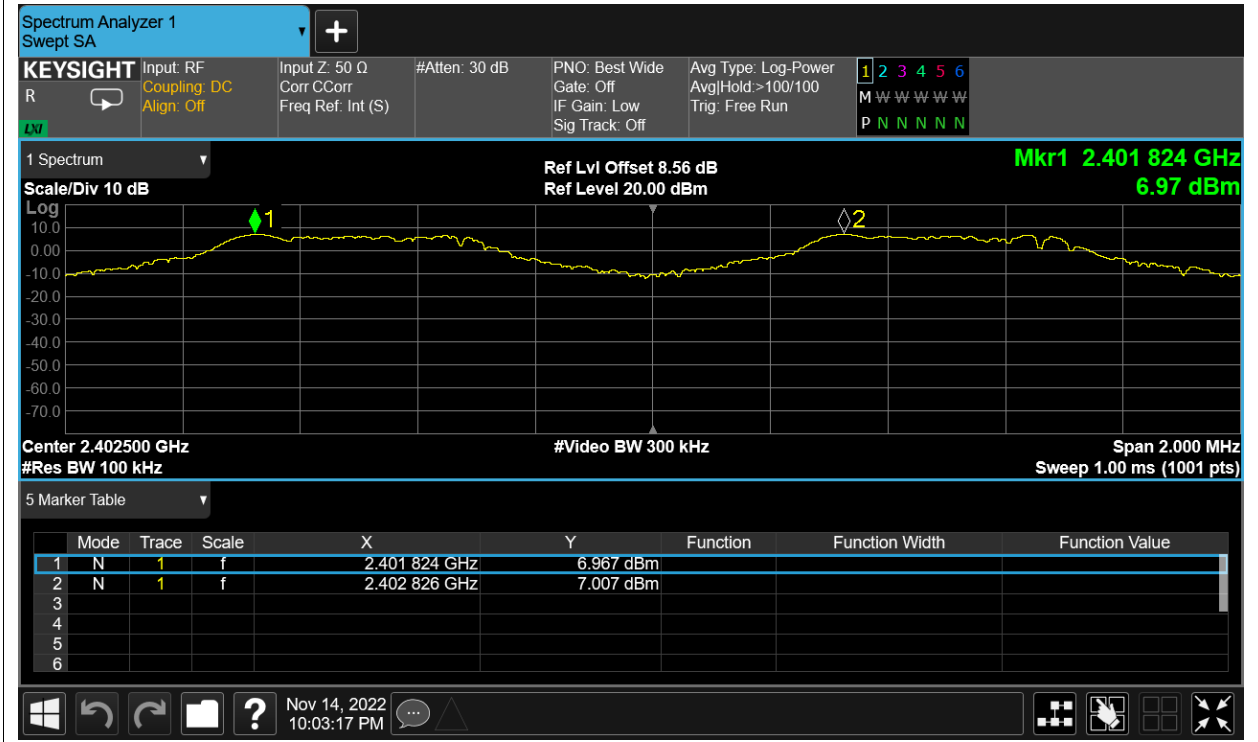 Spectrum Analyzer 1
Swept SA
+
KEYSIGHT
R
LXI
Input: RF
Coupling: DC
Align: Off
Input Z: 50 Ω
Corr CCorr
Freq Ref: Int (S)
#Atten: 30 dB
PNO: Best Wide
Gate: Off
IF Gain: Low
Sig Track: Off
Avg Type: Log-Power
Avg|Hold:>100/100
Trig: Free Run
1 2 3 4 5 6
M W W W W W
P N N N N N
1 Spectrum
Scale/Div 10 dB
Ref Lvl Offset 8.56 dB
Ref Level 20.00 dBm
Mkr1 2.401 824 GHz
6.97 dBm
Log
10.0
0.00
-10.0
-20.0
-30.0
-40.0
-50.0
-60.0
-70.0
1
2
Center 2.402500 GHz
#Res BW 100 kHz
#Video BW 300 kHz
Span 2.000 MHz
Sweep 1.00 ms (1001 pts)
5 Marker Table
Mode Trace Scale X Y Function Function Width Function Value
1 N 1 f 2.401 824 GHz 6.967 dBm
2 N 1 f 2.402 826 GHz 7.007 dBm
3
4
5
6
?
Nov 14, 2022
10:03:17 PM